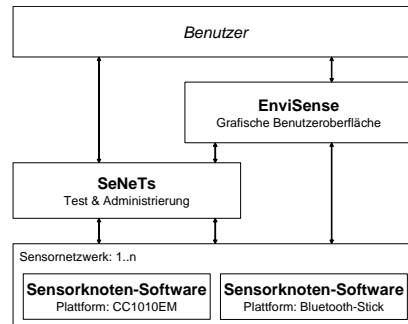 Benutzer
EnviSense
Grafische Benutzeroberfläche
SeNeTs
Test & Administrierung
Sensornetzwerk: 1..n
Sensorknoten-Software
Plattform: CC1010EM
Sensorknoten-Software
Plattform: Bluetooth-Stick